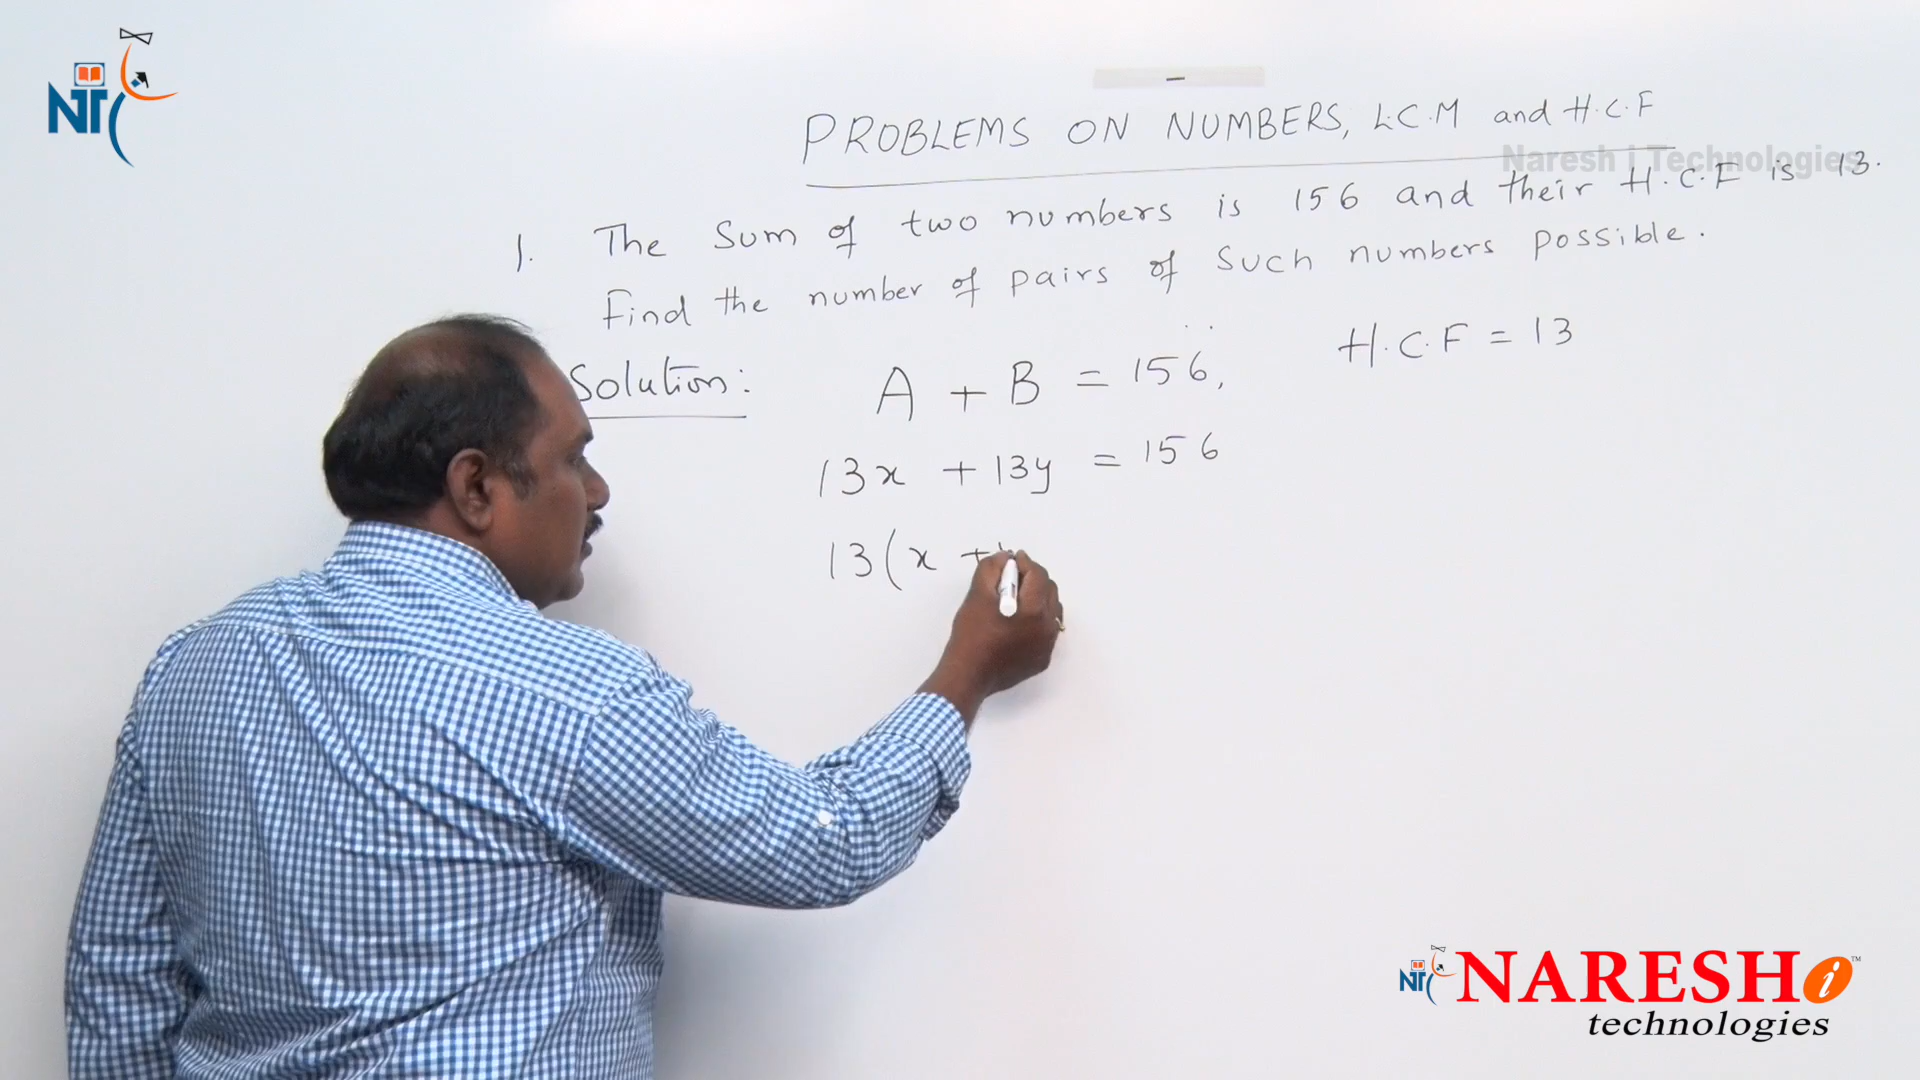 NT
PROBLEMS ON NUMBERS, L.C.M and H.C.F
Naresh i Technologies
1. The Sum of two numbers is 156 and their H.C.F is 13.
Find the number of pairs of Such numbers possible.
Solution: A + B = 156, H.C.F = 13
13x + 13y = 156
13(x +
NT NARESH i ™
technologies